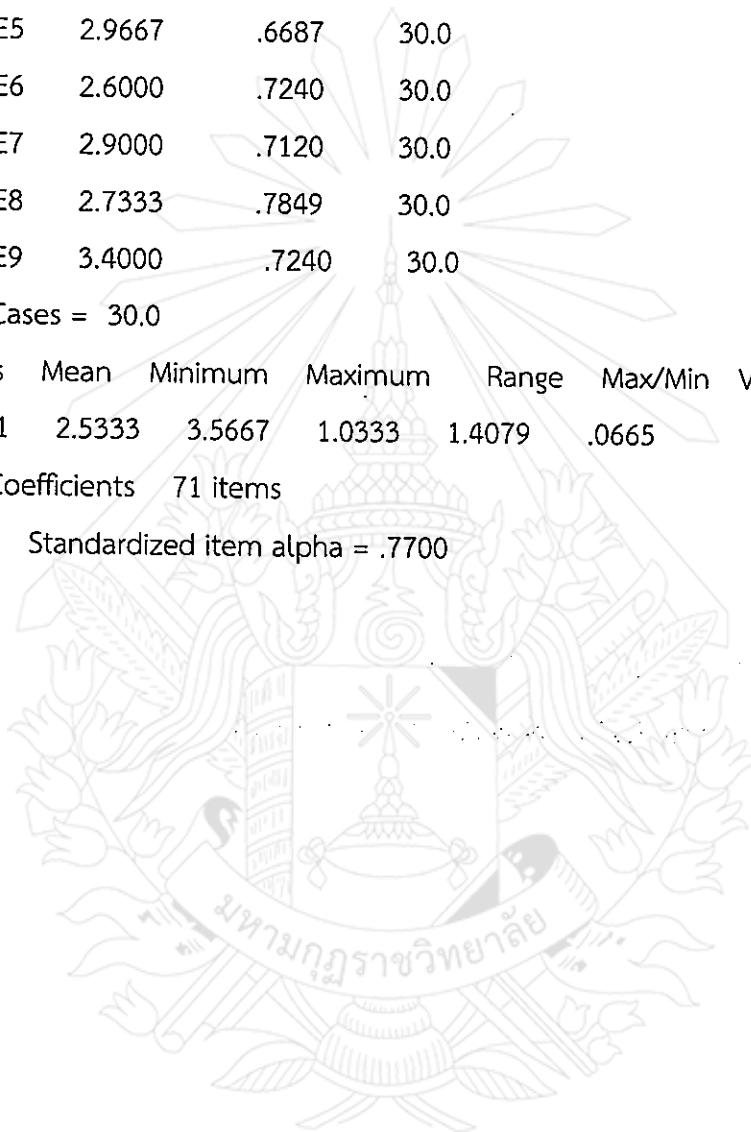 E5 2.9667 .6687 30.0
E6 2.6000 .7240 30.0
E7 2.9000 .7120 30.0
E8 2.7333 .7849 30.0
E9 3.4000 .7240 30.0
Cases = 30.0
s Mean Minimum Maximum Range Max/Min V
1 2.5333 3.5667 1.0333 1.4079 .0665
Coefficients 71 items
Standardized item alpha = .7700
มหามกุฏราชวิทยาลัย